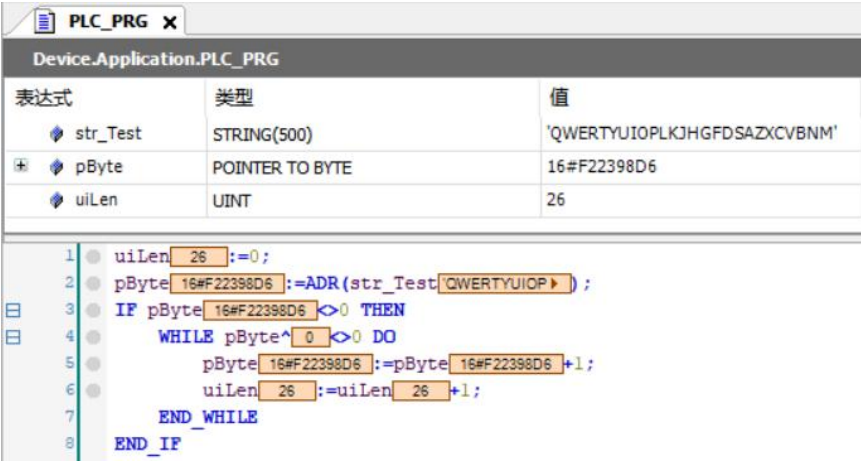 PLC_PRG X
Device.Application.PLC_PRG
表达式 类型 值
str_Test STRING(500) 'QWERTYUIOPLKJHGFDSAZXCVBNM'
pByte POINTER TO BYTE 16#F22398D6
uiLen UINT 26
1 uiLen 26 :=0;
2 pByte 16#F22398D6 :=ADR(str_Test 'QWERTYUIOP );
3 IF pByte 16#F22398D6 <>0 THEN
4 WHILE pByte^ 0 <>0 DO
5 pByte 16#F22398D6 :=pByte 16#F22398D6 +1;
6 uiLen 26 :=uiLen 26 +1;
7 END_WHILE
8 END_IF